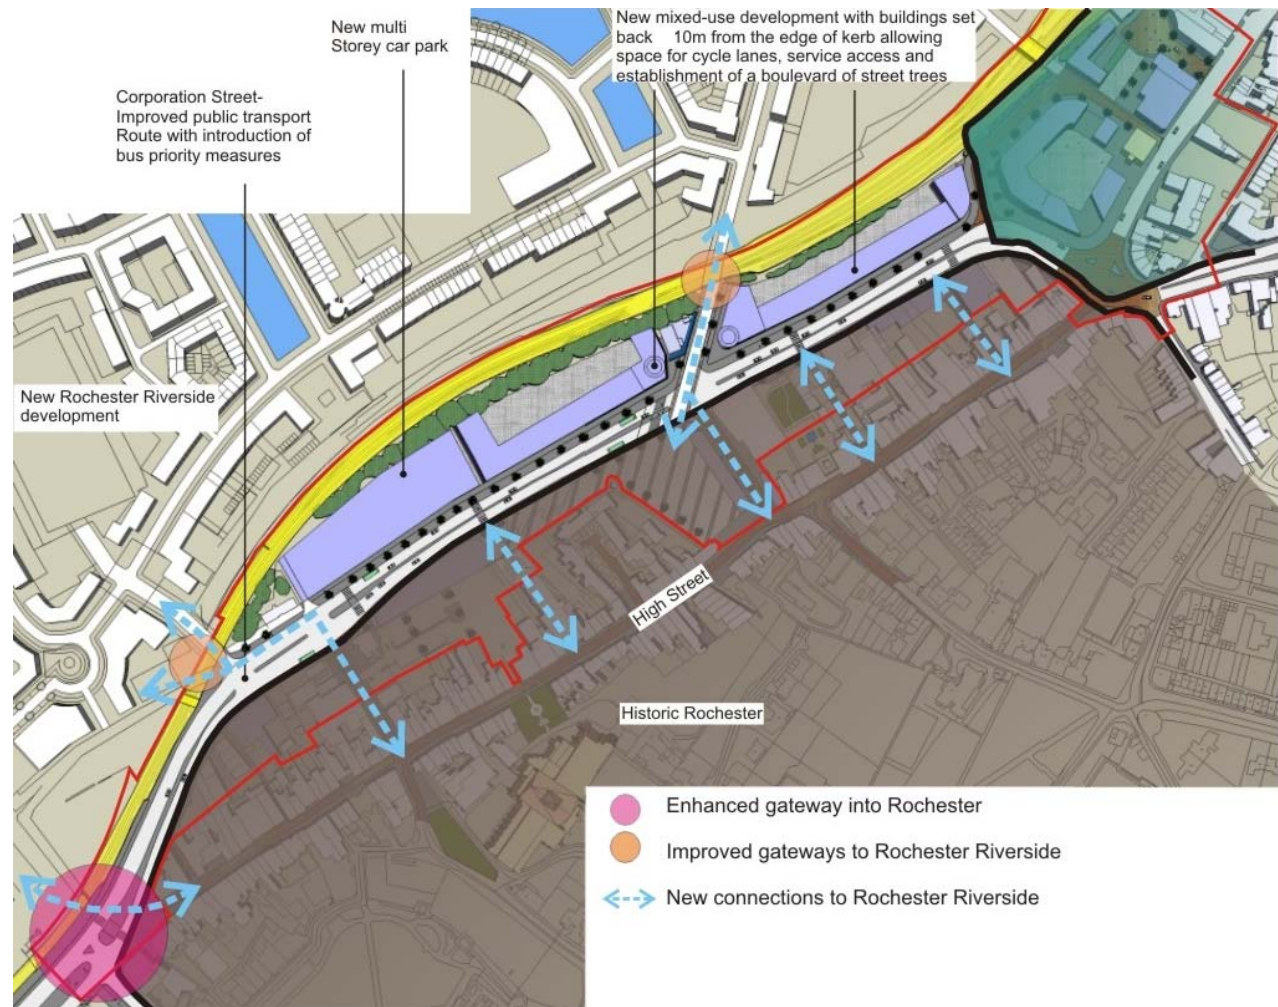 New multi
Storey car park
New mixed-use development with buildings set
back 10m from the edge of kerb allowing
space for cycle lanes, service access and
establishment of a boulevard of street trees
Corporation Street-
Improved public transport
Route with introduction of
bus priority measures
New Rochester Riverside
development
High Street
Historic Rochester
Enhanced gateway into Rochester
Improved gateways to Rochester Riverside
New connections to Rochester Riverside